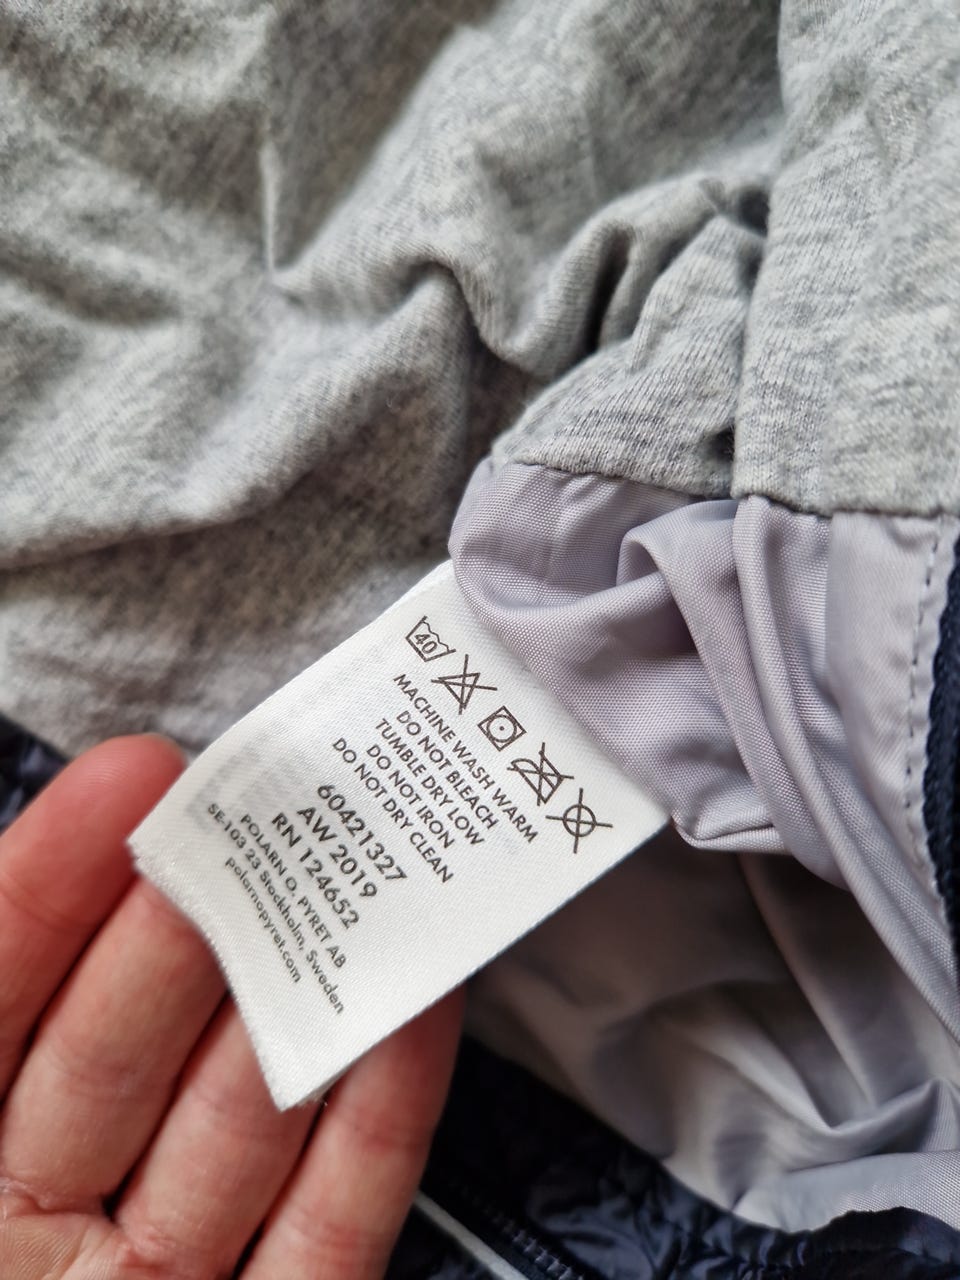 40
MACHINE WASH WARM
DO NOT BLEACH
TUMBLE DRY LOW
DO NOT IRON
DO NOT DRY CLEAN
60421327
AW 2019
RN 124652
POLARN O. PYRET AB
SE-103 23 Stockholm, Sweden
polarnopyret.com